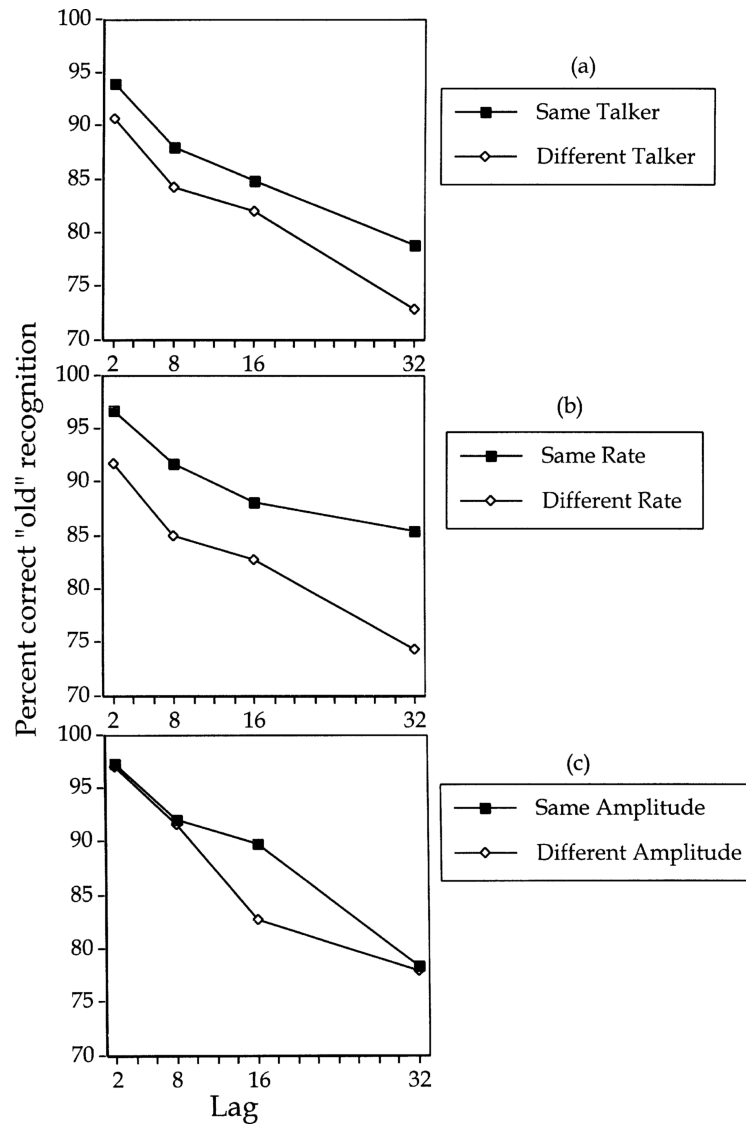 Percent correct "old" recognition
100
95
90
85
80
75
70
2 8 16 32
(a)
Same Talker
Different Talker
100
95
90
85
80
75
70
2 8 16 32
(b)
Same Rate
Different Rate
100
95
90
85
80
75
70
2 8 16 32
(c)
Same Amplitude
Different Amplitude
Lag